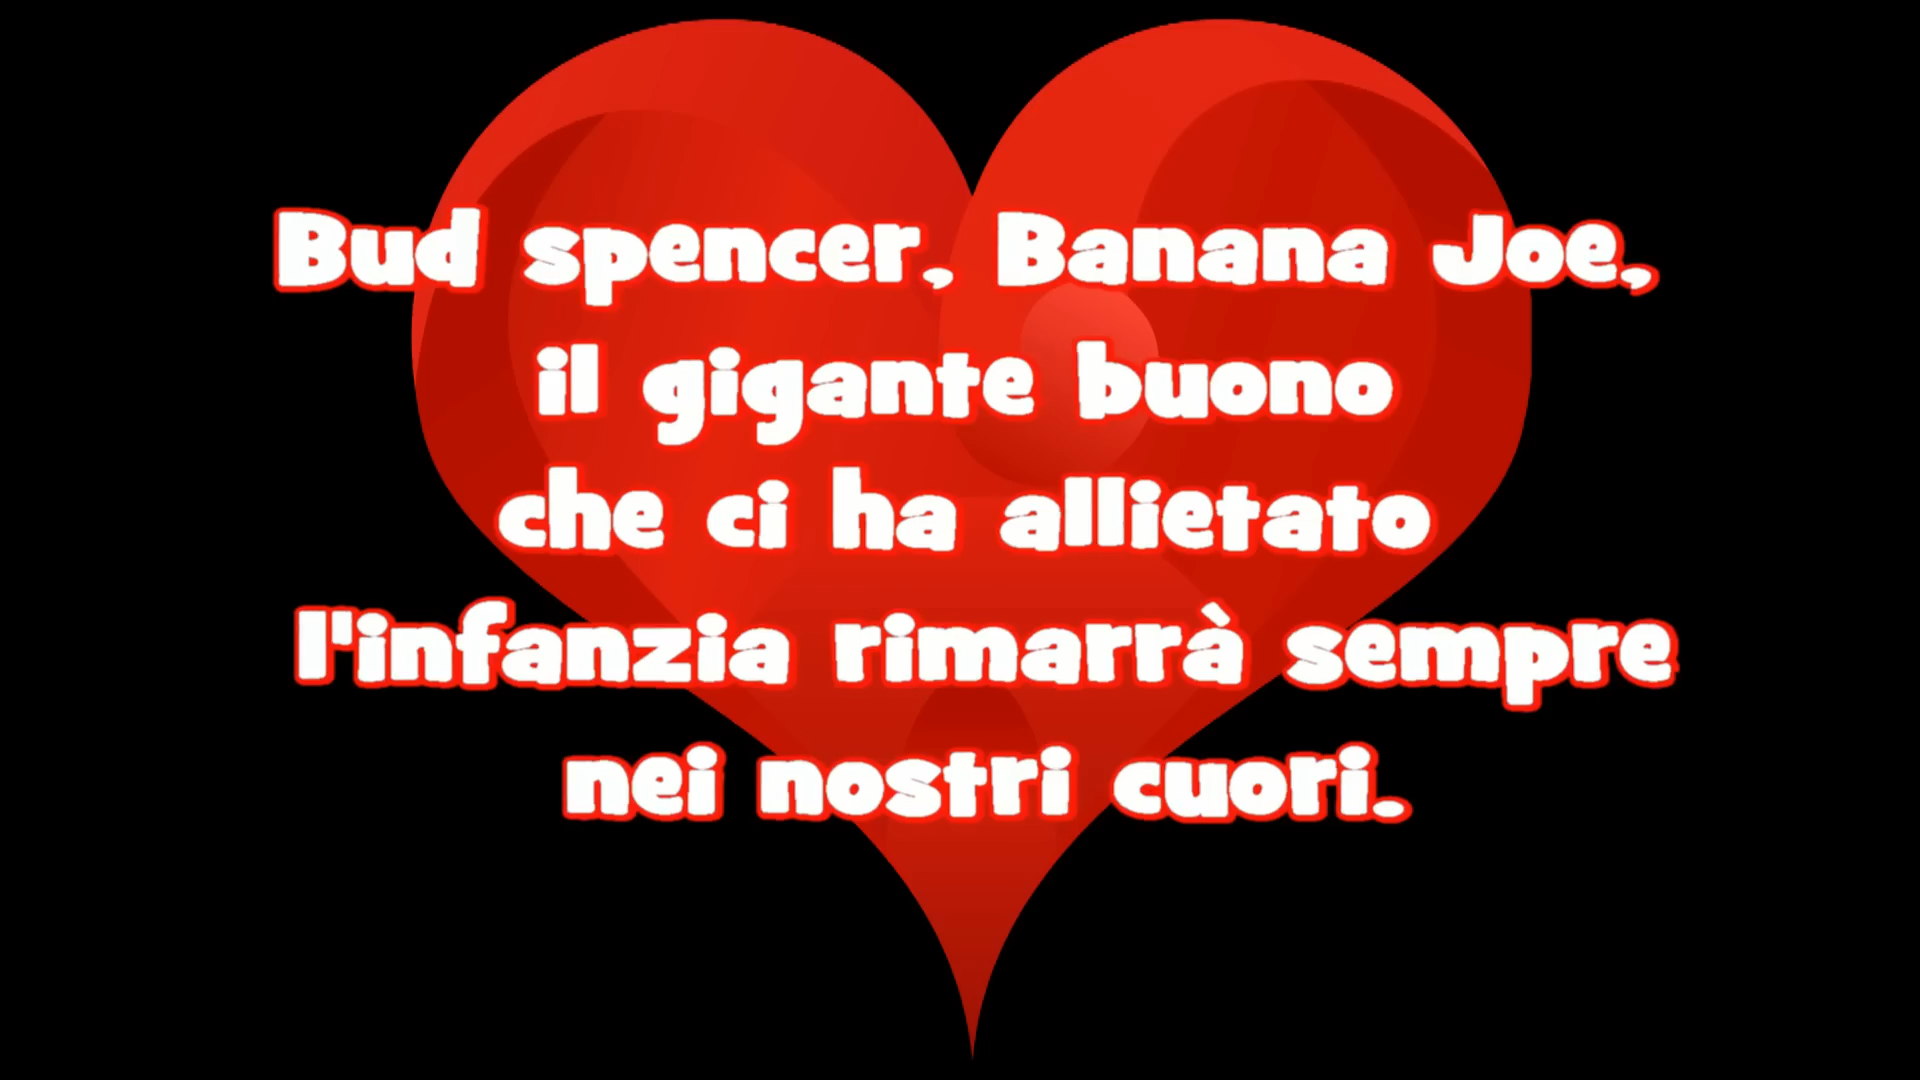 Bud spencer, Banana Joe,
il gigante buono
che ci ha allietato
l'infanzia rimarrà sempre
nei nostri cuori.